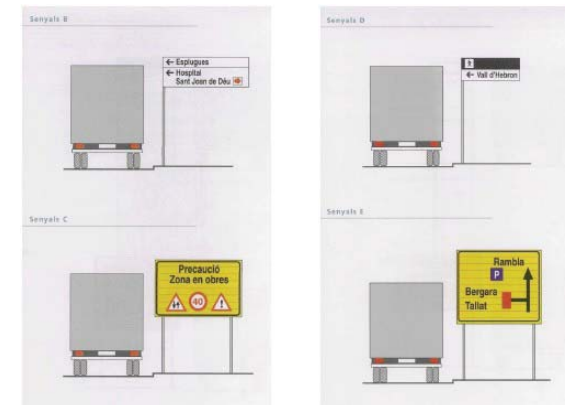 Senyals B
← Esplugues
← Hospital
Sant Joan de Déu
Senyals C
Precaució
Zona en obres
40
!
Senyals D
← Vall d'Hebron
Senyals E
Rambla
P
Bergara
Tallat